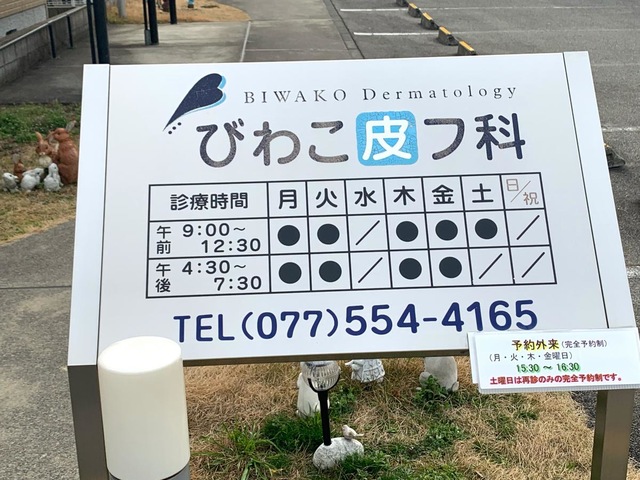 BIWAKO Dermatology
びわこ皮フ科
診療時間 月 火 水 木 金 土 日/祝
午前 9:00～12:30 ● ● ／ ● ● ● ／
午後 4:30～7:30 ● ● ／ ● ● ／ ／
TEL(077)554-4165
予約外来(完全予約制)
(月・火・木・金曜日)
15:30 ～ 16:30
土曜日は再診のみの完全予約制です。